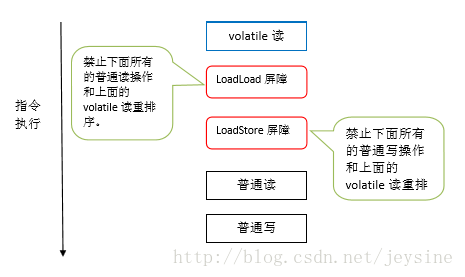 volatile 读
禁止下面所有
的普通读操作
和上面的
volatile 读重排
序。
LoadLoad 屏障
指令
执行
LoadStore 屏障
禁止下面所有
的普通写操作
和上面的
volatile 读重排
普通读
普通写
http://blog.csdn.net/jeysine